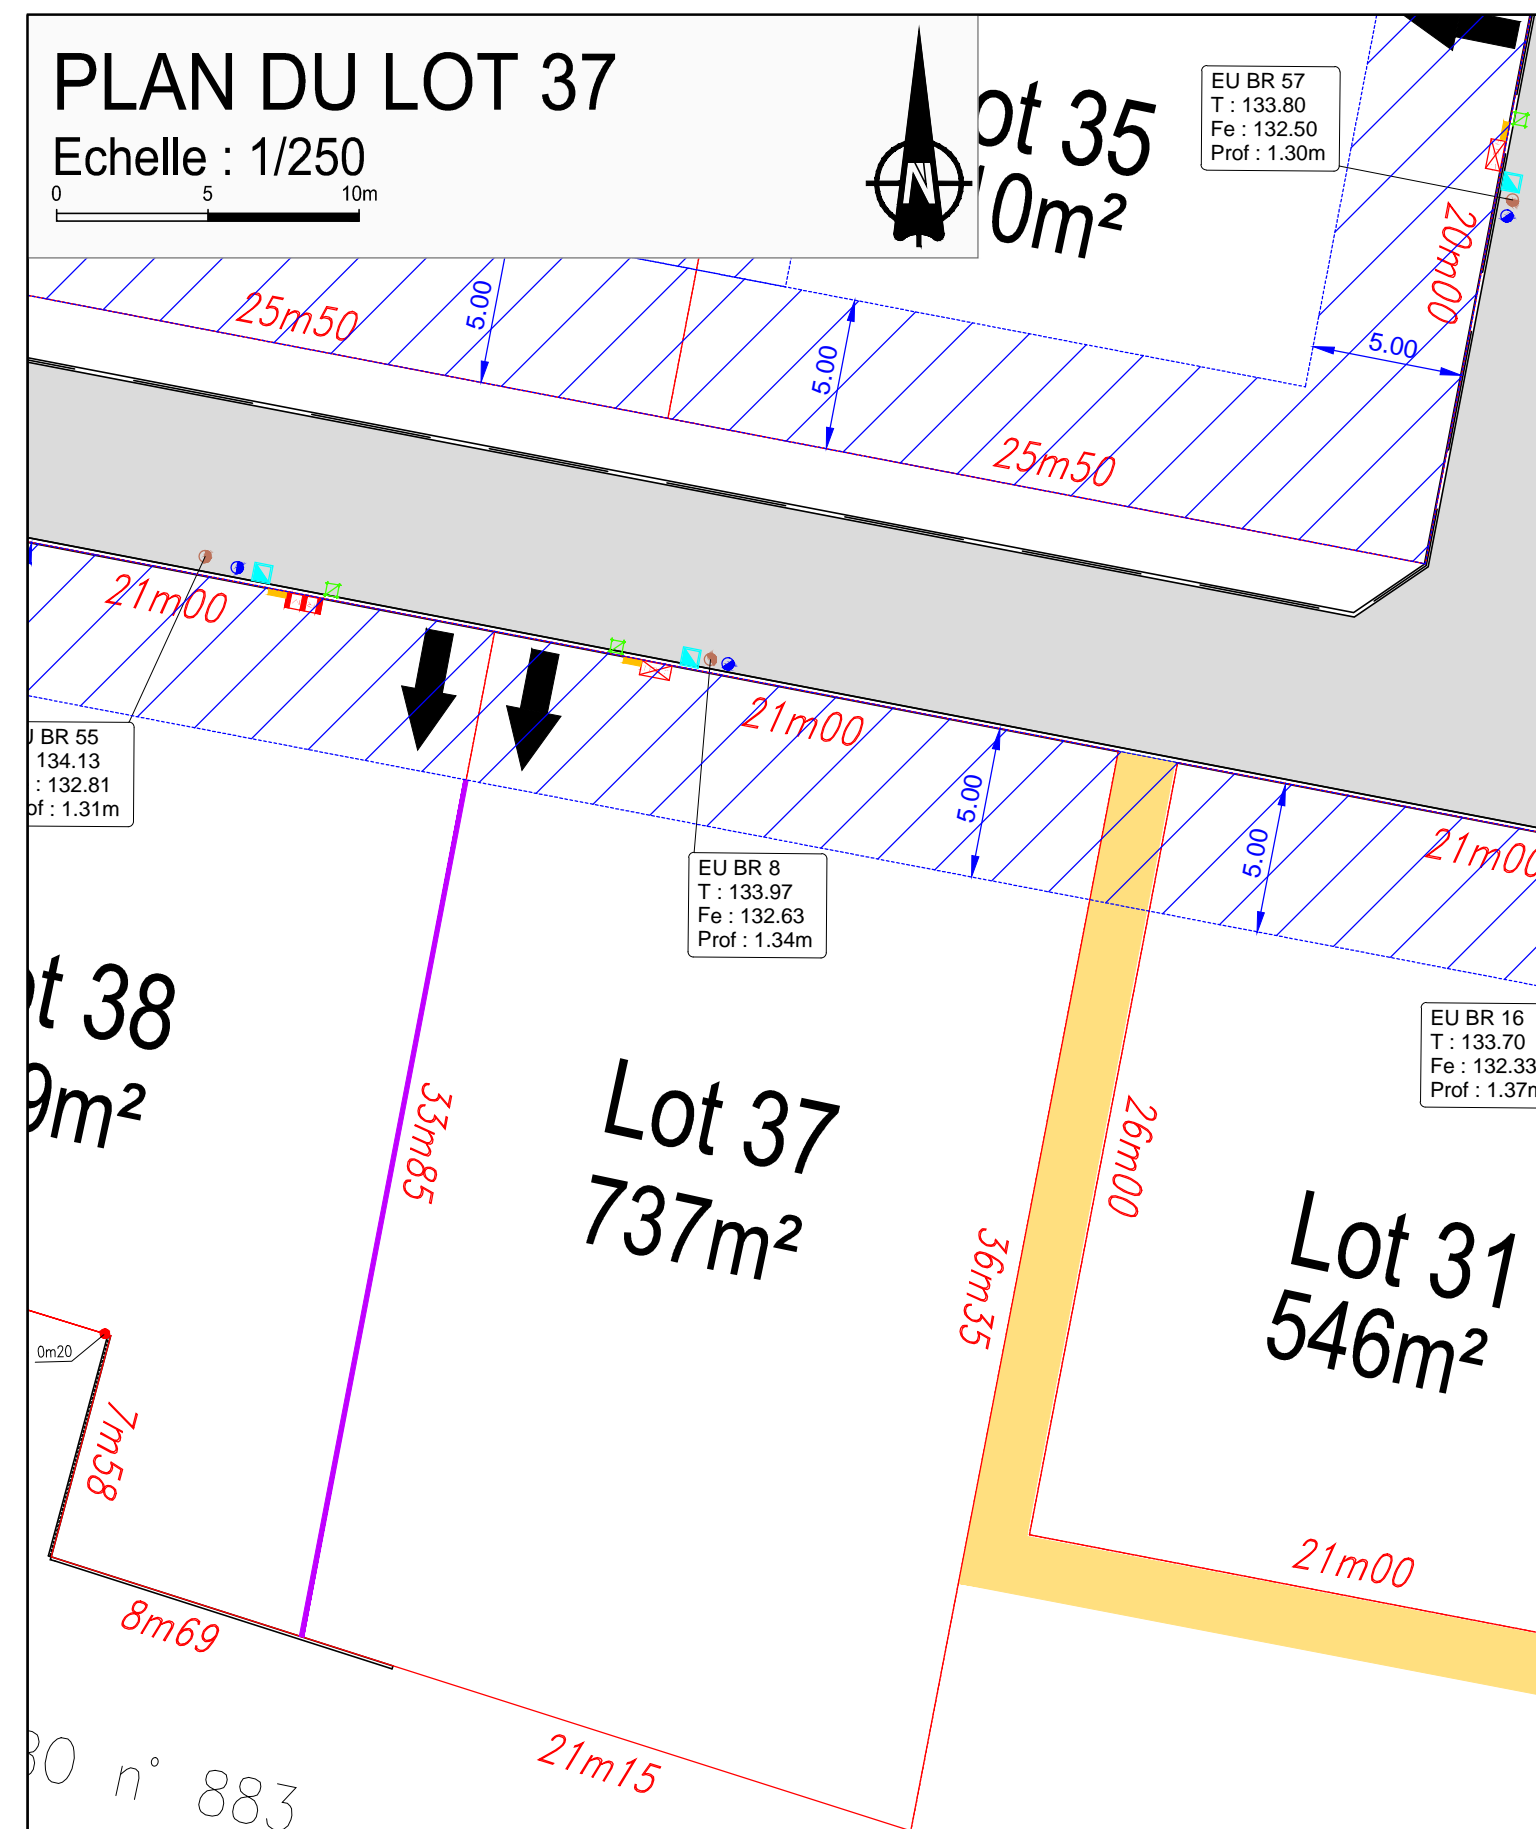 PLAN DU LOT 37
Echelle : 1/250
0 5 10m
N
ot 35
0m²
EU BR 57
T : 133.80
Fe : 132.50
Prof : 1.30m
20m00
25m50
5.00
5.00
5.00
25m50
21m00
21m00
BR 55
134.13
: 132.81
of : 1.31m
5.00
5.00
21m00
EU BR 8
T : 133.97
Fe : 132.63
Prof : 1.34m
ot 38
9m²
EU BR 16
T : 133.70
Fe : 132.33
Prof : 1.37m
33m85
Lot 37
737m²
26m00
36m35
Lot 31
546m²
0m20
7m58
21m00
8m69
21m15
30 n° 883